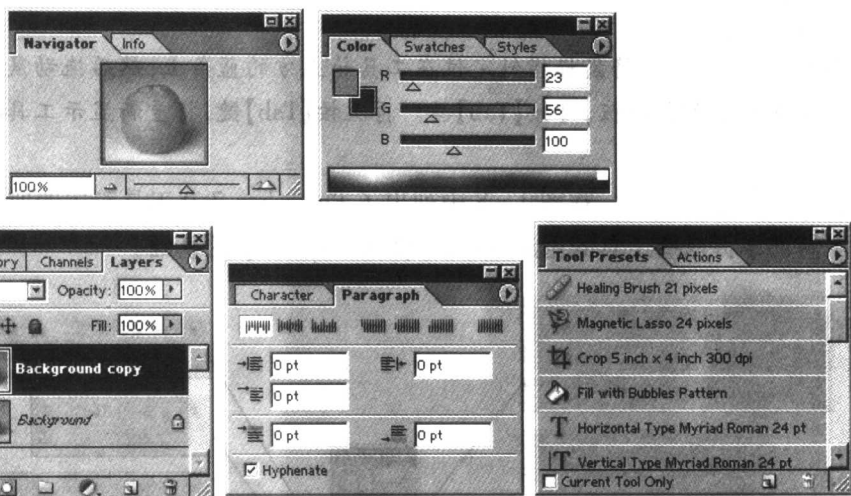 Navigator Info
100%
Color Swatches Styles
R 23
G 56
B 100
Channels Layers
Opacity: 100%
Fill: 100%
Background copy
Background
Character Paragraph
0 pt 0 pt
0 pt
0 pt 0 pt
Hyphenate
Tool Presets Actions
Healing Brush 21 pixels
Magnetic Lasso 24 pixels
Crop 5 inch x 4 inch 300 dpi
Fill with Bubbles Pattern
T Horizontal Type Myriad Roman 24 pt
T Vertical Type Myriad Roman 24 pt
Current Tool Only